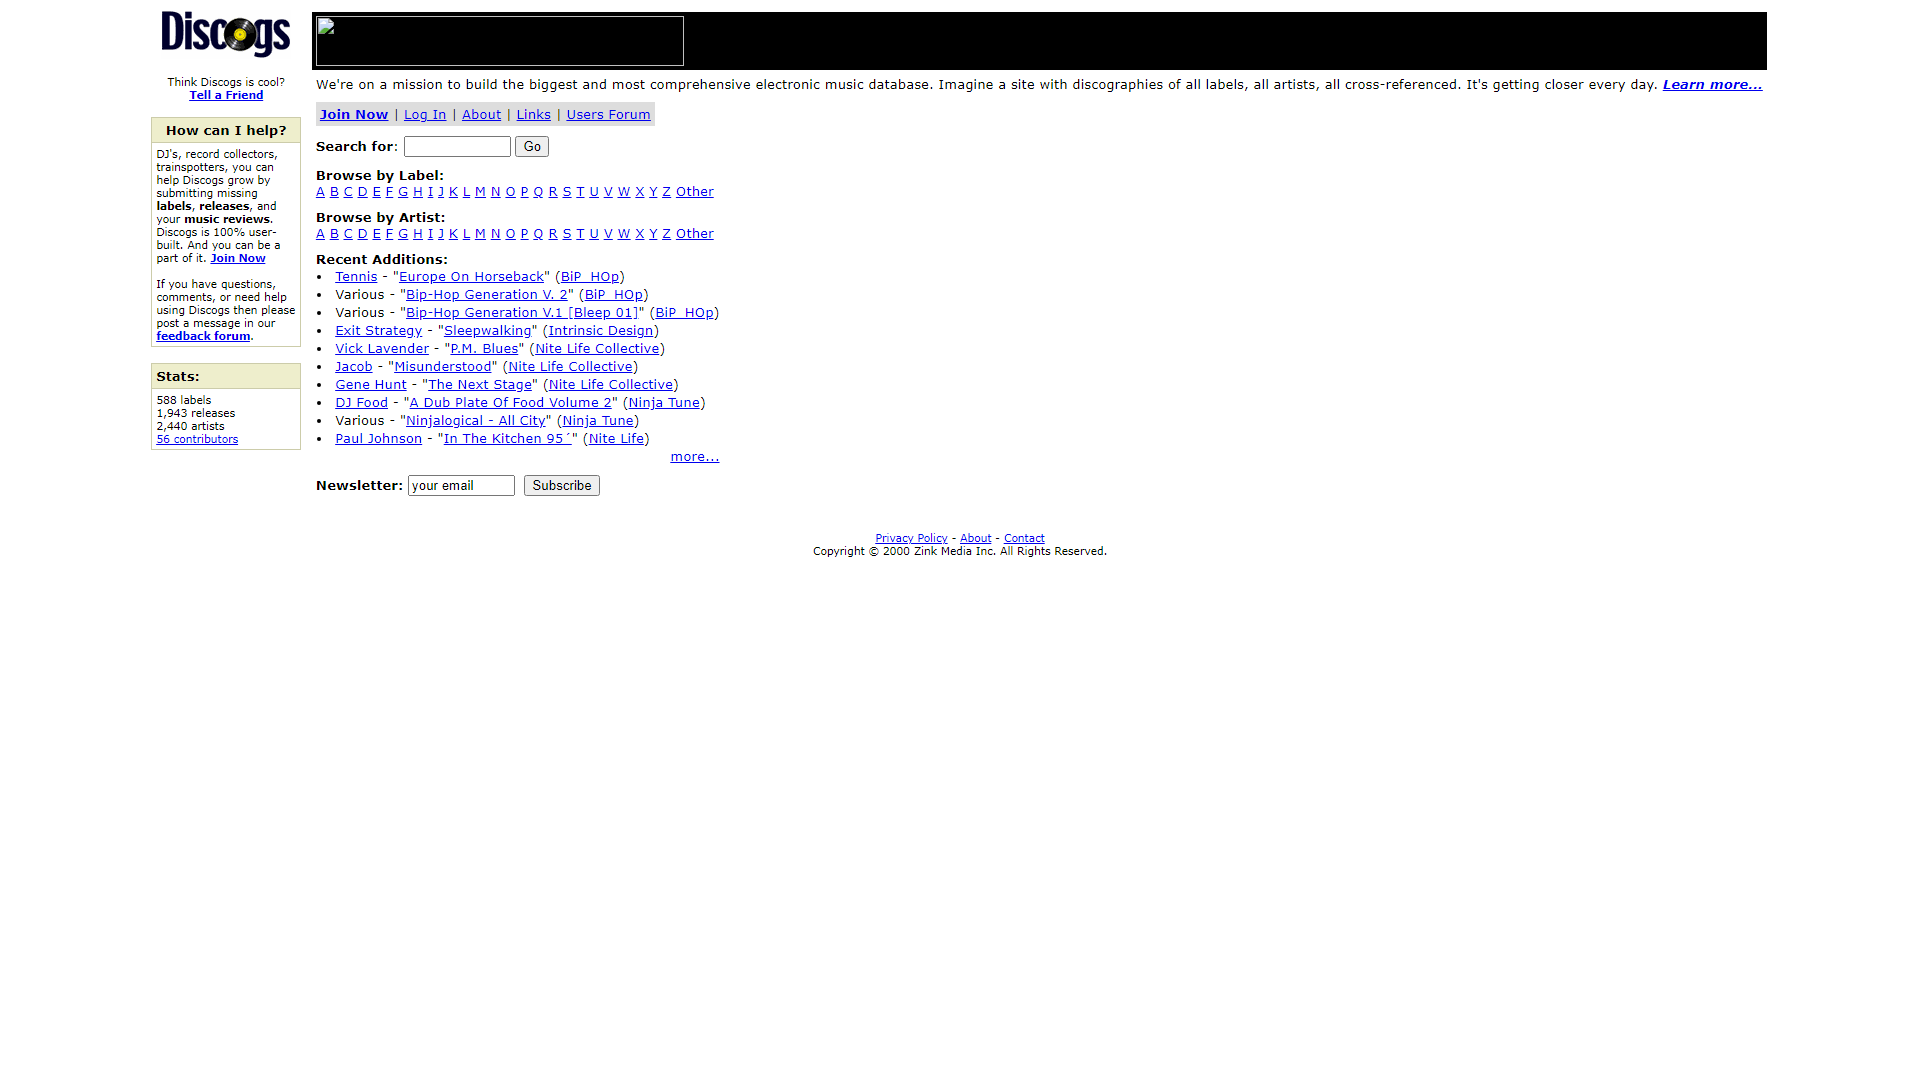 Discogs
Think Discogs is cool?
Tell a Friend
How can I help?
DJ's, record collectors,
trainspotters, you can
help Discogs grow by
submitting missing
labels, releases, and
your music reviews.
Discogs is 100% user-
built. And you can be a
part of it. Join Now
If you have questions,
comments, or need help
using Discogs then please
post a message in our
feedback forum.
Stats:
588 labels
1,943 releases
2,440 artists
56 contributors
We're on a mission to build the biggest and most comprehensive electronic music database. Imagine a site with discographies of all labels, all artists, all cross-referenced. It's getting closer every day. Learn more...
Join Now | Log In | About | Links | Users Forum
Search for: Go
Browse by Label:
A B C D E F G H I J K L M N O P Q R S T U V W X Y Z Other
Browse by Artist:
A B C D E F G H I J K L M N O P Q R S T U V W X Y Z Other
Recent Additions:
• Tennis - "Europe On Horseback" (BiP_HOp)
• Various - "Bip-Hop Generation V. 2" (BiP_HOp)
• Various - "Bip-Hop Generation V.1 [Bleep 01]" (BiP_HOp)
• Exit Strategy - "Sleepwalking" (Intrinsic Design)
• Vick Lavender - "P.M. Blues" (Nite Life Collective)
• Jacob - "Misunderstood" (Nite Life Collective)
• Gene Hunt - "The Next Stage" (Nite Life Collective)
• DJ Food - "A Dub Plate Of Food Volume 2" (Ninja Tune)
• Various - "Ninjalogical - All City" (Ninja Tune)
• Paul Johnson - "In The Kitchen 95´" (Nite Life)
more...
Newsletter: your email Subscribe
Privacy Policy - About - Contact
Copyright © 2000 Zink Media Inc. All Rights Reserved.